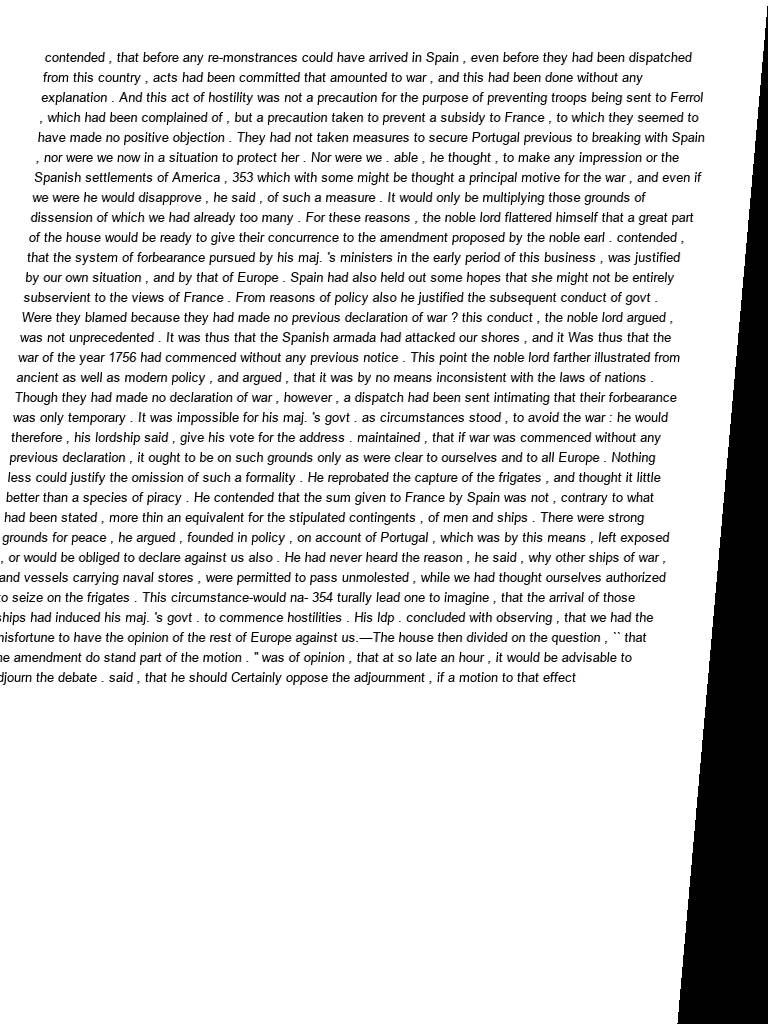 contended , that before any re-monstrances could have arrived in Spain , even before they had been dispatched
from this country , acts had been committed that amounted to war , and this had been done without any
explanation . And this act of hostility was not a precaution for the purpose of preventing troops being sent to Ferrol
, which had been complained of , but a precaution taken to prevent a subsidy to France , to which they seemed to
have made no positive objection . They had not taken measures to secure Portugal previous to breaking with Spain
, nor were we now in a situation to protect her . Nor were we . able , he thought , to make any impression or the
Spanish settlements of America , 353 which with some might be thought a principal motive for the war , and even if
we were he would disapprove , he said , of such a measure . It would only be multiplying those grounds of
dissension of which we had already too many . For these reasons , the noble lord flattered himself that a great part
of the house would be ready to give their concurrence to the amendment proposed by the noble earl . contended ,
that the system of forbearance pursued by his maj. 's ministers in the early period of this business , was justified
by our own situation , and by that of Europe . Spain had also held out some hopes that she might not be entirely
subservient to the views of France . From reasons of policy also he justified the subsequent conduct of govt .
Were they blamed because they had made no previous declaration of war ? this conduct , the noble lord argued ,
was not unprecedented . It was thus that the Spanish armada had attacked our shores , and it Was thus that the
war of the year 1756 had commenced without any previous notice . This point the noble lord farther illustrated from
ancient as well as modern policy , and argued , that it was by no means inconsistent with the laws of nations .
Though they had made no declaration of war , however , a dispatch had been sent intimating that their forbearance
was only temporary . It was impossible for his maj. 's govt . as circumstances stood , to avoid the war : he would
therefore , his lordship said , give his vote for the address . maintained , that if war was commenced without any
previous declaration , it ought to be on such grounds only as were clear to ourselves and to all Europe . Nothing
less could justify the omission of such a formality . He reprobated the capture of the frigates , and thought it little
better than a species of piracy . He contended that the sum given to France by Spain was not , contrary to what
had been stated , more thin an equivalent for the stipulated contingents , of men and ships . There were strong
grounds for peace , he argued , founded in policy , on account of Portugal , which was by this means , left exposed
, or would be obliged to declare against us also . He had never heard the reason , he said , why other ships of war ,
and vessels carrying naval stores , were permitted to pass unmolested , while we had thought ourselves authorized
to seize on the frigates . This circumstance-would na- 354 turally lead one to imagine , that the arrival of those
ships had induced his maj. 's govt . to commence hostilities . His ldp . concluded with observing , that we had the
misfortune to have the opinion of the rest of Europe against us.—The house then divided on the question , `` that
the amendment do stand part of the motion . '' was of opinion , that at so late an hour , it would be advisable to
adjourn the debate . said , that he should Certainly oppose the adjournment , if a motion to that effect